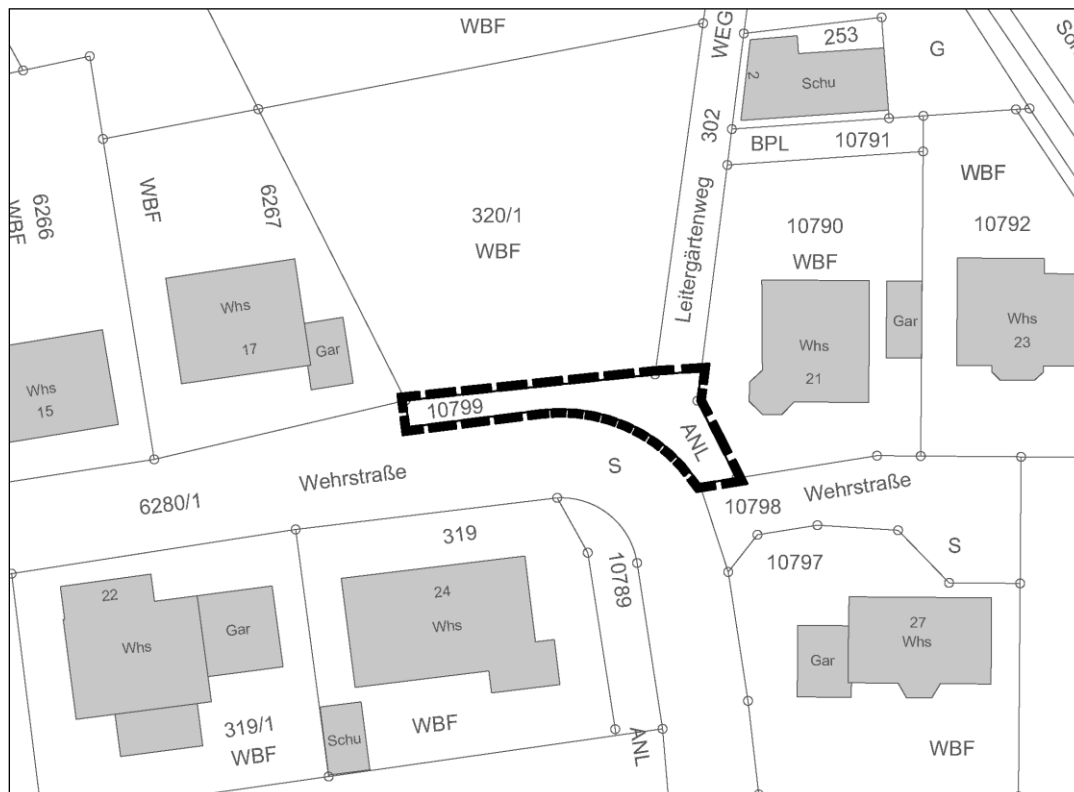 WBF
WEG
302
Leitergärtenweg
253
2
Schu
G
BPL
10791
WBF
10792
6266
WBF
WBF
6267
320/1
WBF
10790
WBF
Whs
17
Gar
Whs
15
Whs
21
Gar
Whs
23
10799
ANL
S
Wehrstraße
6280/1
10798
Wehrstraße
S
10797
319
10789
22
Whs
Gar
24
Whs
27
Whs
Gar
319/1
WBF
Schu
WBF
ANL
WBF